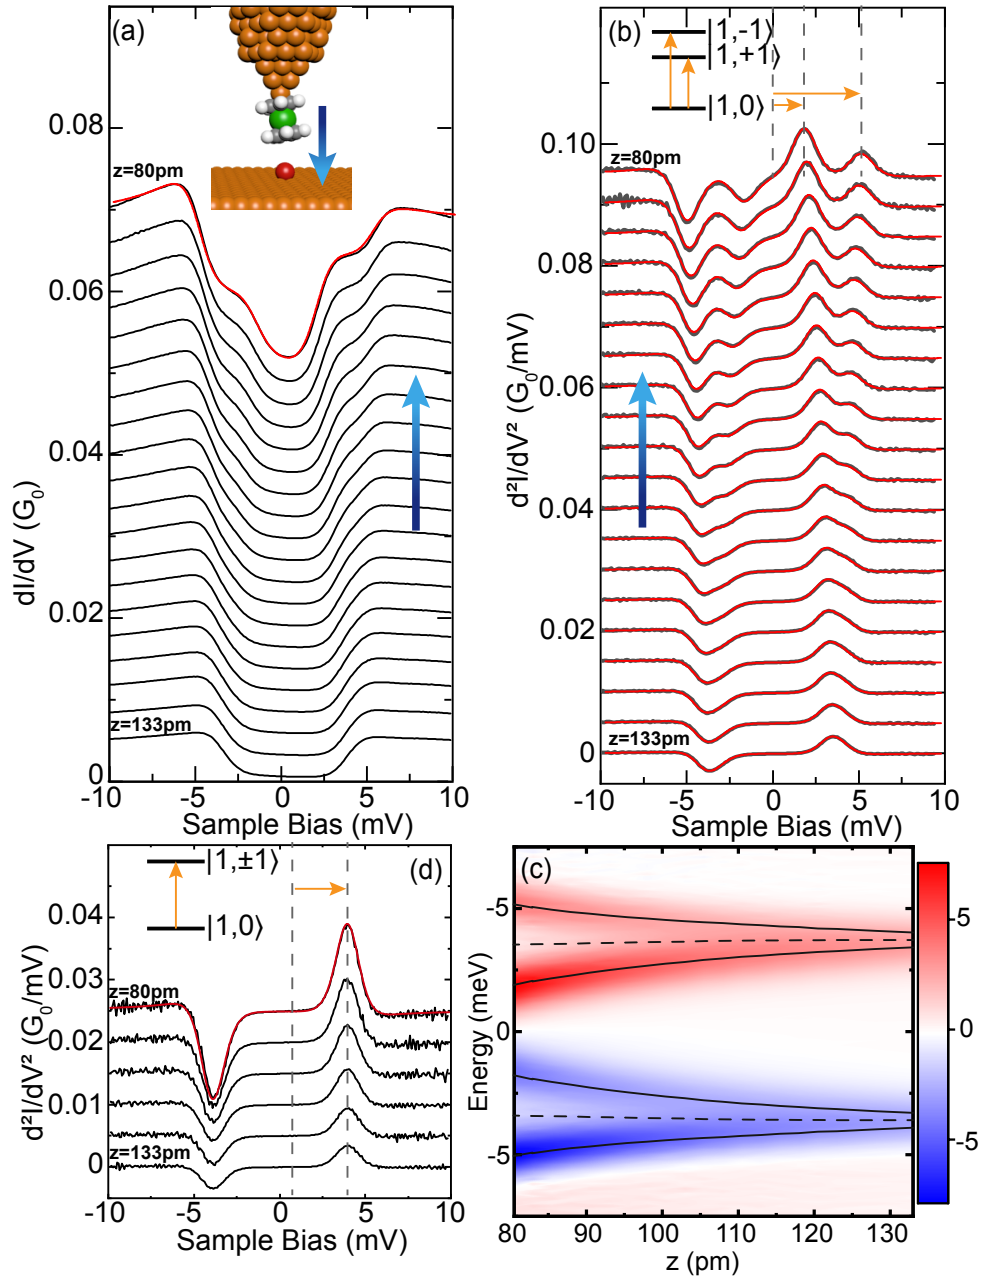 (a)
z=80pm
z=133pm
0.08
0.06
0.04
0.02
0
-10
-5
0
5
10
dI/dV (G₀)
Sample Bias (mV)
(b)
|1,-1⟩
|1,+1⟩
|1,0⟩
z=80pm
z=133pm
0.10
0.08
0.06
0.04
0.02
0
-10
-5
0
5
10
d²I/dV² (G₀/mV)
Sample Bias (mV)
(d)
|1,±1⟩
|1,0⟩
z=80pm
z=133pm
0.04
0.03
0.02
0.01
0
-10
-5
0
5
10
d²I/dV² (G₀/mV)
Sample Bias (mV)
(c)
-5
0
-5
Energy (meV)
80
90
100
110
120
130
z (pm)
-5
-0
-5